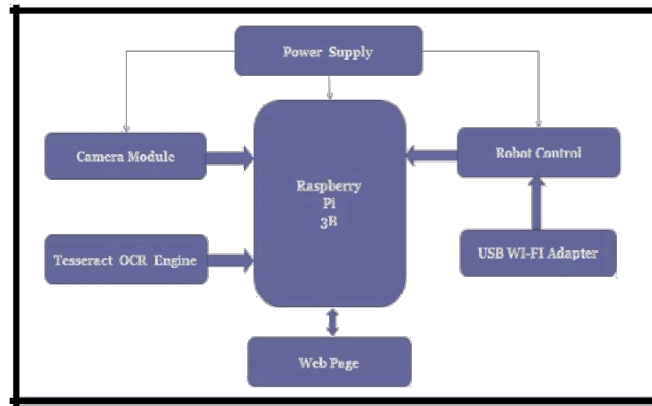 Power Supply
Camera Module
Raspberry
Pi
3B
Robot Control
Tesseract OCR Engine
USB WI-FI Adapter
Web Page